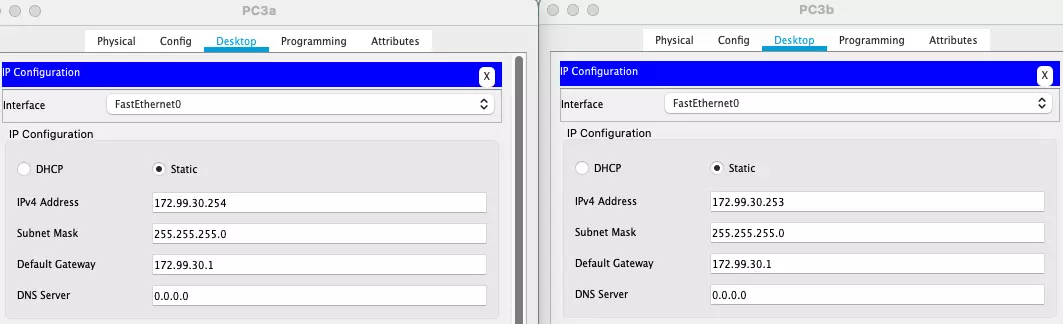 PC3a
Physical Config Desktop Programming Attributes
IP Configuration X
Interface FastEthernet0
IP Configuration
DHCP Static
IPv4 Address 172.99.30.254
Subnet Mask 255.255.255.0
Default Gateway 172.99.30.1
DNS Server 0.0.0.0
PC3b
Physical Config Desktop Programming Attributes
IP Configuration X
Interface FastEthernet0
IP Configuration
DHCP Static
IPv4 Address 172.99.30.253
Subnet Mask 255.255.255.0
Default Gateway 172.99.30.1
DNS Server 0.0.0.0